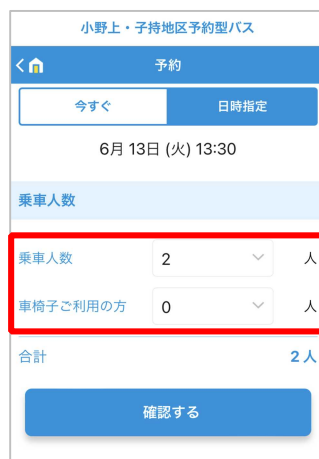 小野上・子持地区予約型バス
< 予約
今すぐ 日時指定
6月 13日 (火) 13:30
乗車人数
乗車人数 2 人
車椅子ご利用の方 0 人
合計 2人
確認する